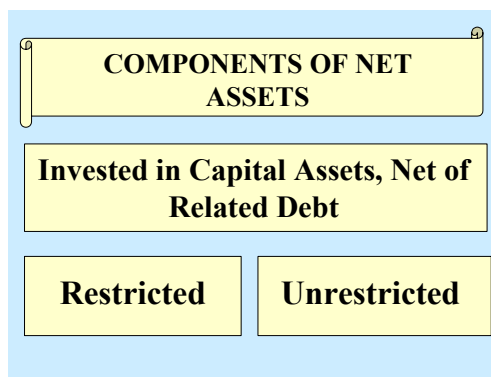 COMPONENTS OF NET
ASSETS
Invested in Capital Assets, Net of
Related Debt
Restricted
Unrestricted